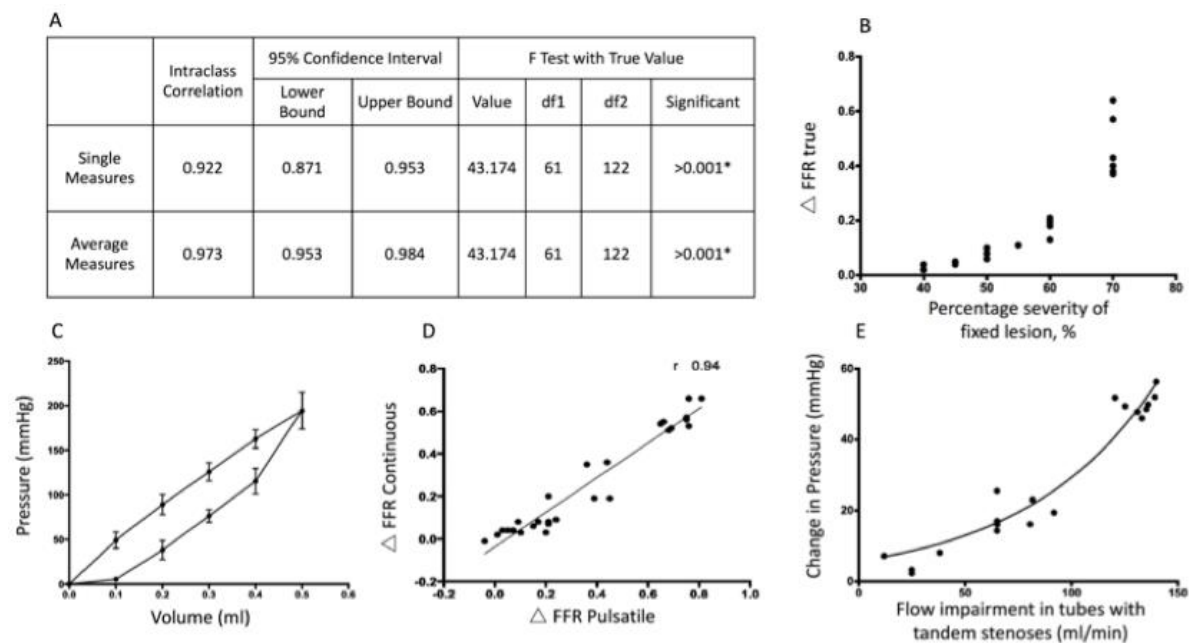 A
Intraclass
Correlation
95% Confidence Interval
F Test with True Value
Lower
Bound
Upper Bound
Value
df1
df2
Significant
Single
Measures
0.922
0.871
0.953
43.174
61
122
>0.001*
Average
Measures
0.973
0.953
0.984
43.174
61
122
>0.001*
B
△ FFR true
0.8
0.6
0.4
0.2
0.0
30 40 50 60 70 80
Percentage severity of
fixed lesion, %
C
Pressure (mmHg)
250
200
150
100
50
0
0.0 0.1 0.2 0.3 0.4 0.5 0.6
Volume (ml)
D
r 0.94
△ FFR Continuous
0.8
0.6
0.4
0.2
0.0
-0.2
-0.2 0.0 0.2 0.4 0.6 0.8 1.0
△ FFR Pulsatile
E
Change in Pressure (mmHg)
60
40
20
0
0 50 100 150
Flow impairment in tubes with
tandem stenoses (ml/min)